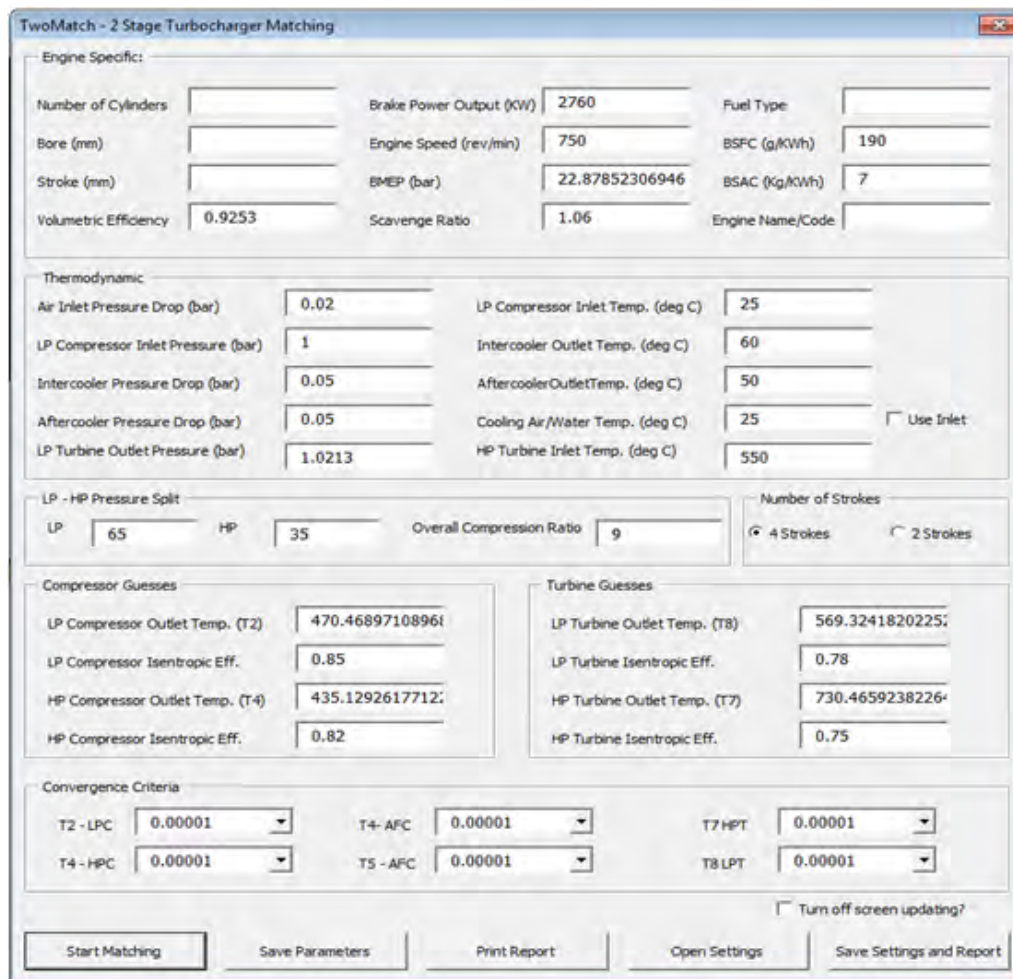 TwoMatch - 2 Stage Turbocharger Matching
Engine Specific:
Number of Cylinders Brake Power Output (KW) 2760 Fuel Type
Bore (mm) Engine Speed (rev/min) 750 BSFC (g/KWh) 190
Stroke (mm) BMEP (bar) 22.87852306946 BSAC (Kg/KWh) 7
Volumetric Efficiency 0.9253 Scavenge Ratio 1.06 Engine Name/Code
Thermodynamic
Air Inlet Pressure Drop (bar) 0.02 LP Compressor Inlet Temp. (deg C) 25
LP Compressor Inlet Pressure (bar) 1 Intercooler Outlet Temp. (deg C) 60
Intercooler Pressure Drop (bar) 0.05 AftercoolerOutletTemp. (deg C) 50
Aftercooler Pressure Drop (bar) 0.05 Cooling Air/Water Temp. (deg C) 25 Use Inlet
LP Turbine Outlet Pressure (bar) 1.0213 HP Turbine Inlet Temp. (deg C) 550
LP - HP Pressure Split Number of Strokes
LP 65 HP 35 Overall Compression Ratio 9 4 Strokes 2 Strokes
Compressor Guesses Turbine Guesses
LP Compressor Outlet Temp. (T2) 470.46897108968 LP Turbine Outlet Temp. (T8) 569.32418202252
LP Compressor Isentropic Eff. 0.85 LP Turbine Isentropic Eff. 0.78
HP Compressor Outlet Temp. (T4) 435.12926177122 HP Turbine Outlet Temp. (T7) 730.46592382264
HP Compressor Isentropic Eff. 0.82 HP Turbine Isentropic Eff. 0.75
Convergence Criteria
T2 - LPC 0.00001 T4- AFC 0.00001 T7 HPT 0.00001
T4 - HPC 0.00001 T5 - AFC 0.00001 T8 LPT 0.00001
Turn off screen updating?
Start Matching Save Parameters Print Report Open Settings Save Settings and Report